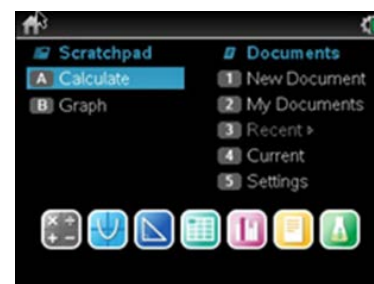 Scratchpad
A Calculate
B Graph
Documents
1 New Document
2 My Documents
3 Recent ▸
4 Current
5 Settings